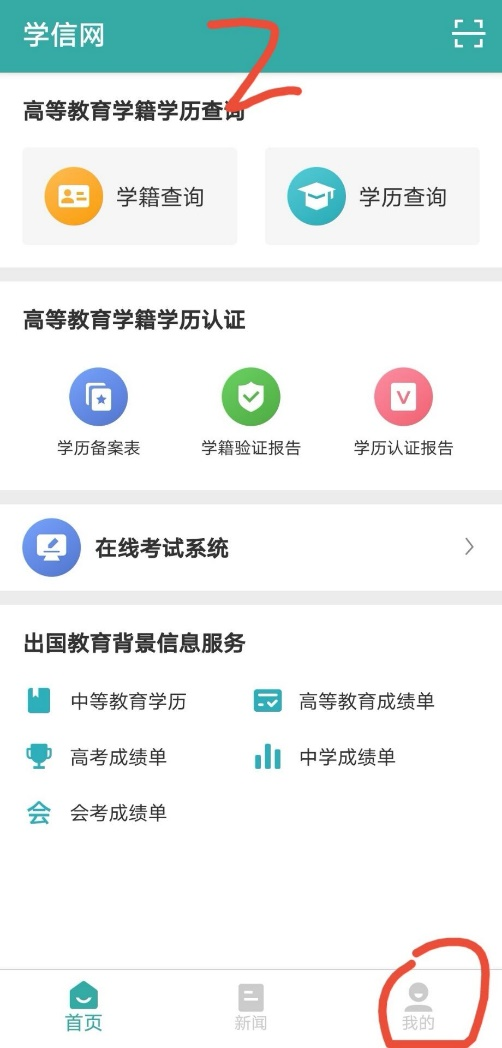 学信网
2
高等教育学籍学历查询
学籍查询 学历查询
高等教育学籍学历认证
学历备案表 学籍验证报告 学历认证报告
在线考试系统
出国教育背景信息服务
中等教育学历 高等教育成绩单
高考成绩单 中学成绩单
会 会考成绩单
首页 新闻 我的